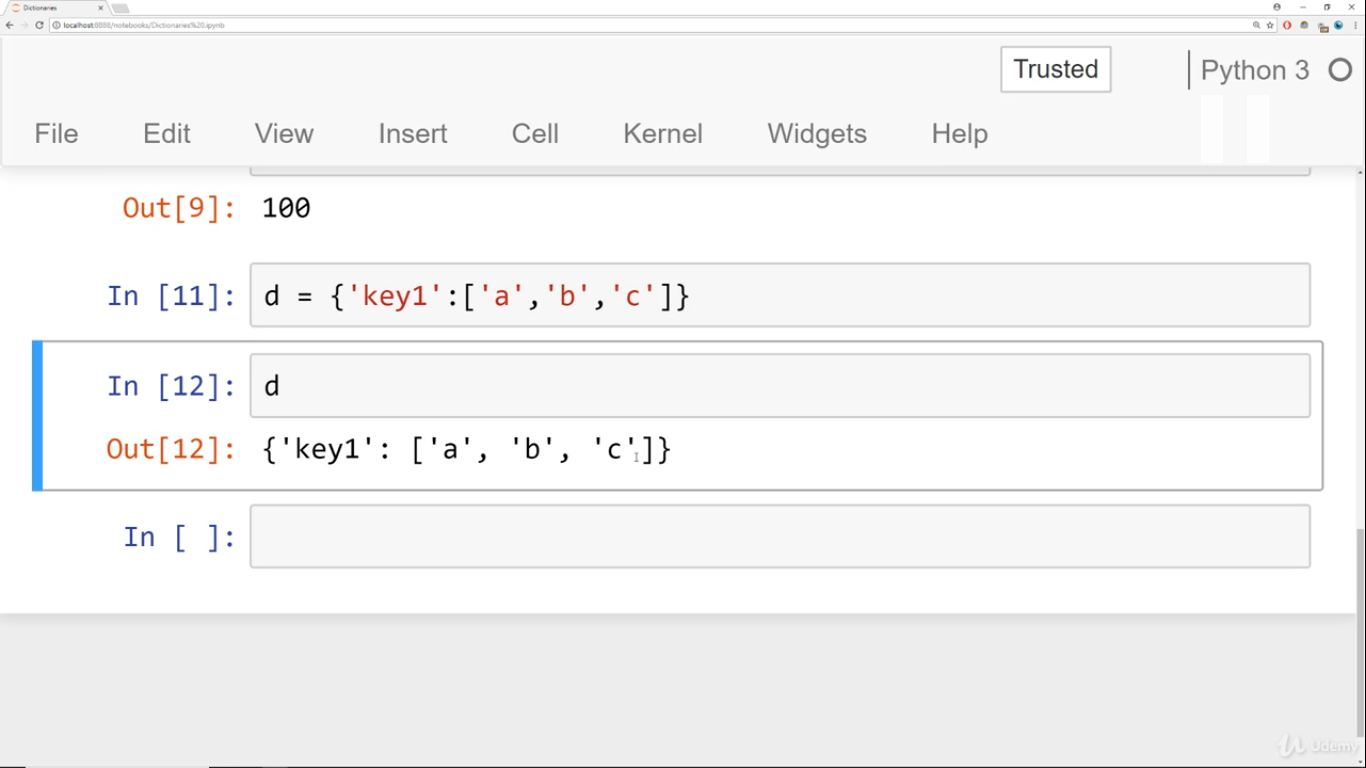 Dictionaries
localhost:8888/notebooks/Dictionaries%20.ipynb
Trusted
Python 3
File Edit View Insert Cell Kernel Widgets Help
Out[9]: 100
In [11]: d = {'key1':['a','b','c']}
In [12]: d
Out[12]: {'key1': ['a', 'b', 'c']}
In [ ]:
Udemy